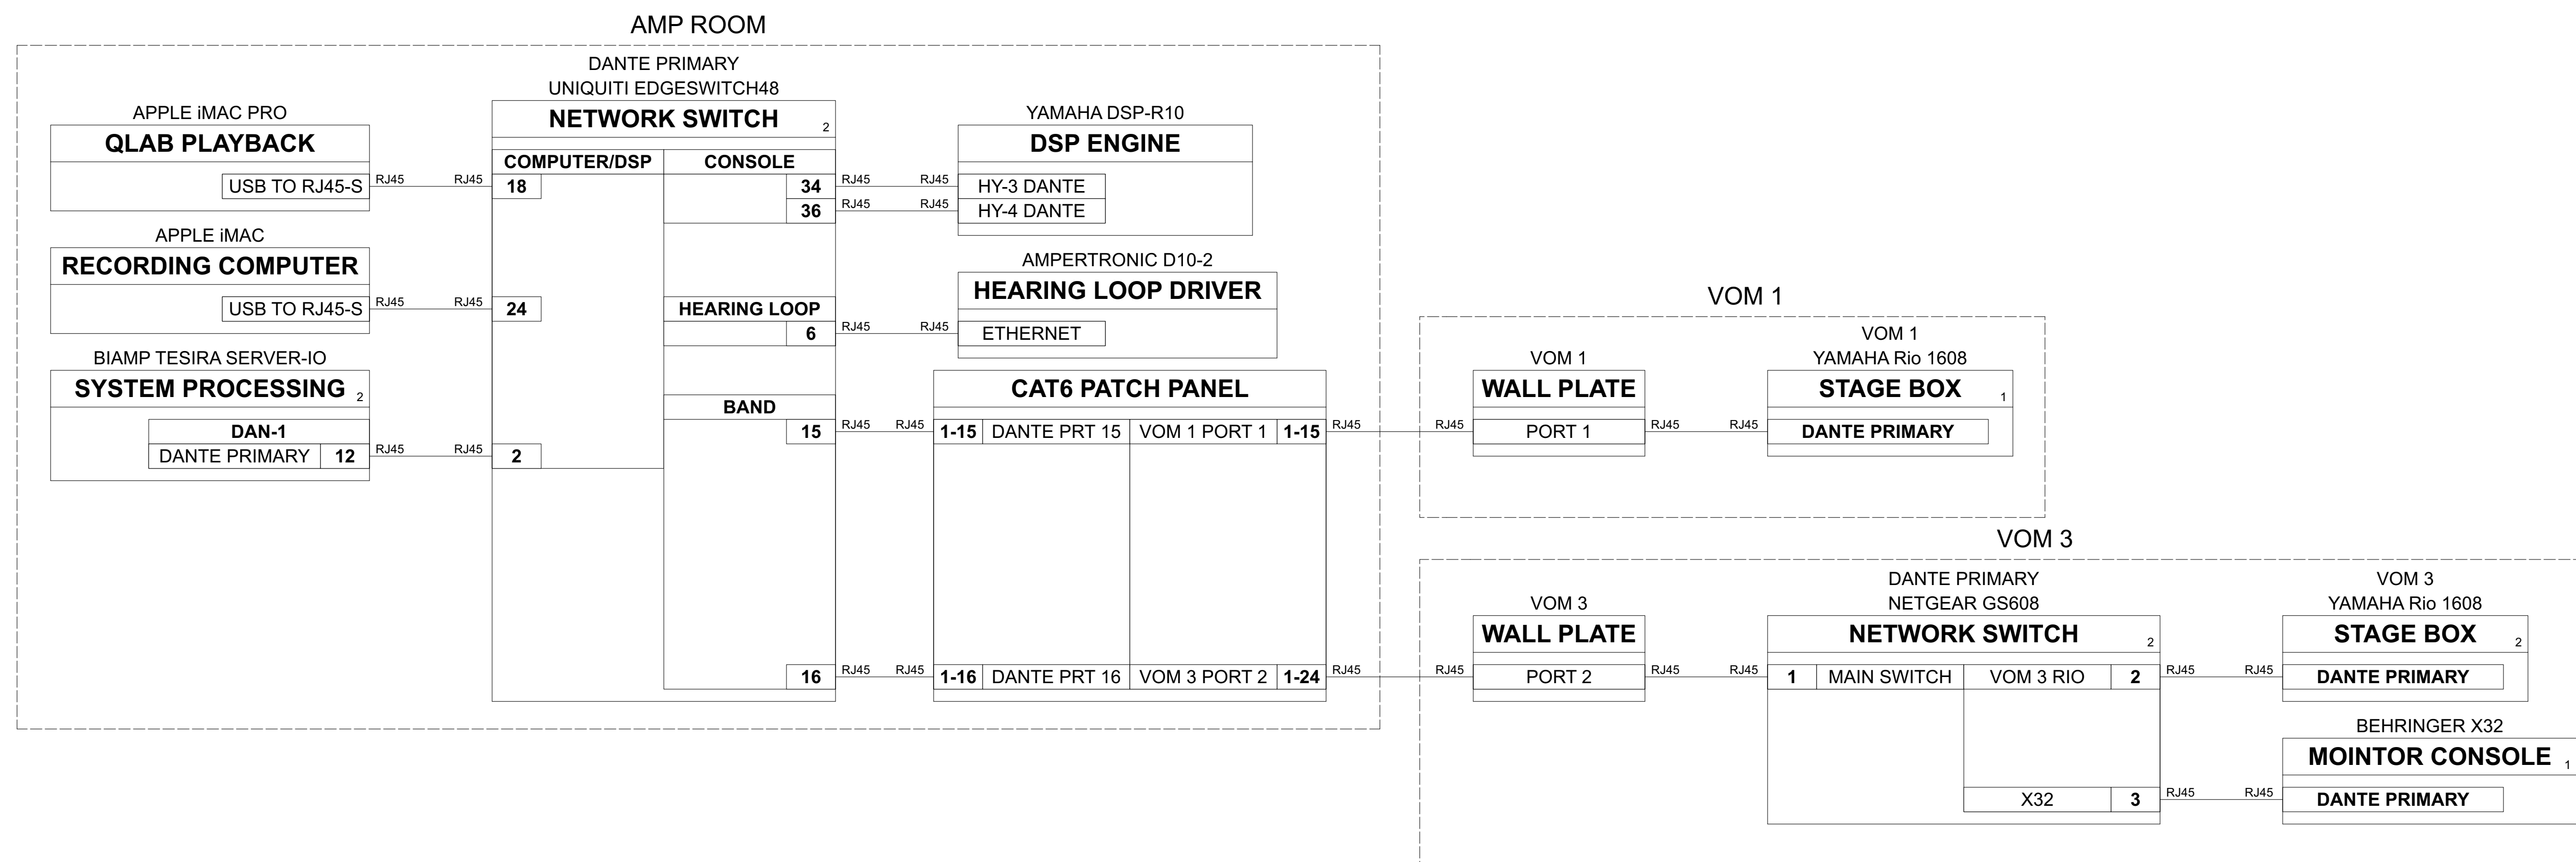 AMP ROOM
DANTE PRIMARY
UNIQUITI EDGESWITCH48
NETWORK SWITCH 2
COMPUTER/DSP CONSOLE
18
34 RJ45 RJ45
36 RJ45 RJ45
24
HEARING LOOP
6 RJ45 RJ45
BAND
15 RJ45 RJ45
2
16 RJ45 RJ45
APPLE iMAC PRO
QLAB PLAYBACK
USB TO RJ45-S RJ45 RJ45
APPLE iMAC
RECORDING COMPUTER
USB TO RJ45-S RJ45 RJ45
BIAMP TESIRA SERVER-IO
SYSTEM PROCESSING 2
DAN-1
DANTE PRIMARY 12 RJ45 RJ45
YAMAHA DSP-R10
DSP ENGINE
HY-3 DANTE
HY-4 DANTE
AMPERTRONIC D10-2
HEARING LOOP DRIVER
ETHERNET
CAT6 PATCH PANEL
1-15 DANTE PRT 15 VOM 1 PORT 1 1-15 RJ45 RJ45
1-16 DANTE PRT 16 VOM 3 PORT 2 1-24 RJ45 RJ45
VOM 1
VOM 1
WALL PLATE
PORT 1 RJ45 RJ45
VOM 1
YAMAHA Rio 1608
STAGE BOX 1
DANTE PRIMARY
VOM 3
VOM 3
WALL PLATE
PORT 2 RJ45 RJ45
DANTE PRIMARY
NETGEAR GS608
NETWORK SWITCH 2
1 MAIN SWITCH VOM 3 RIO 2 RJ45 RJ45
X32 3 RJ45 RJ45
VOM 3
YAMAHA Rio 1608
STAGE BOX 2
DANTE PRIMARY
BEHRINGER X32
MOINTOR CONSOLE 1
DANTE PRIMARY